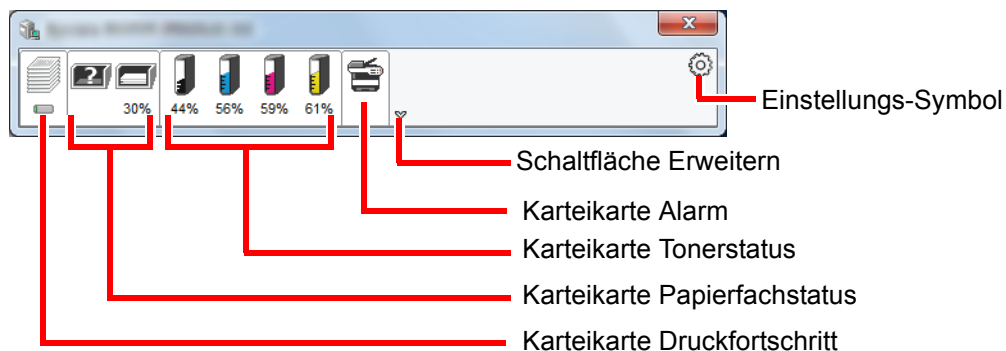 ?
30% 44% 56% 59% 61%
Einstellungs-Symbol
Schaltfläche Erweitern
Karteikarte Alarm
Karteikarte Tonerstatus
Karteikarte Papierfachstatus
Karteikarte Druckfortschritt